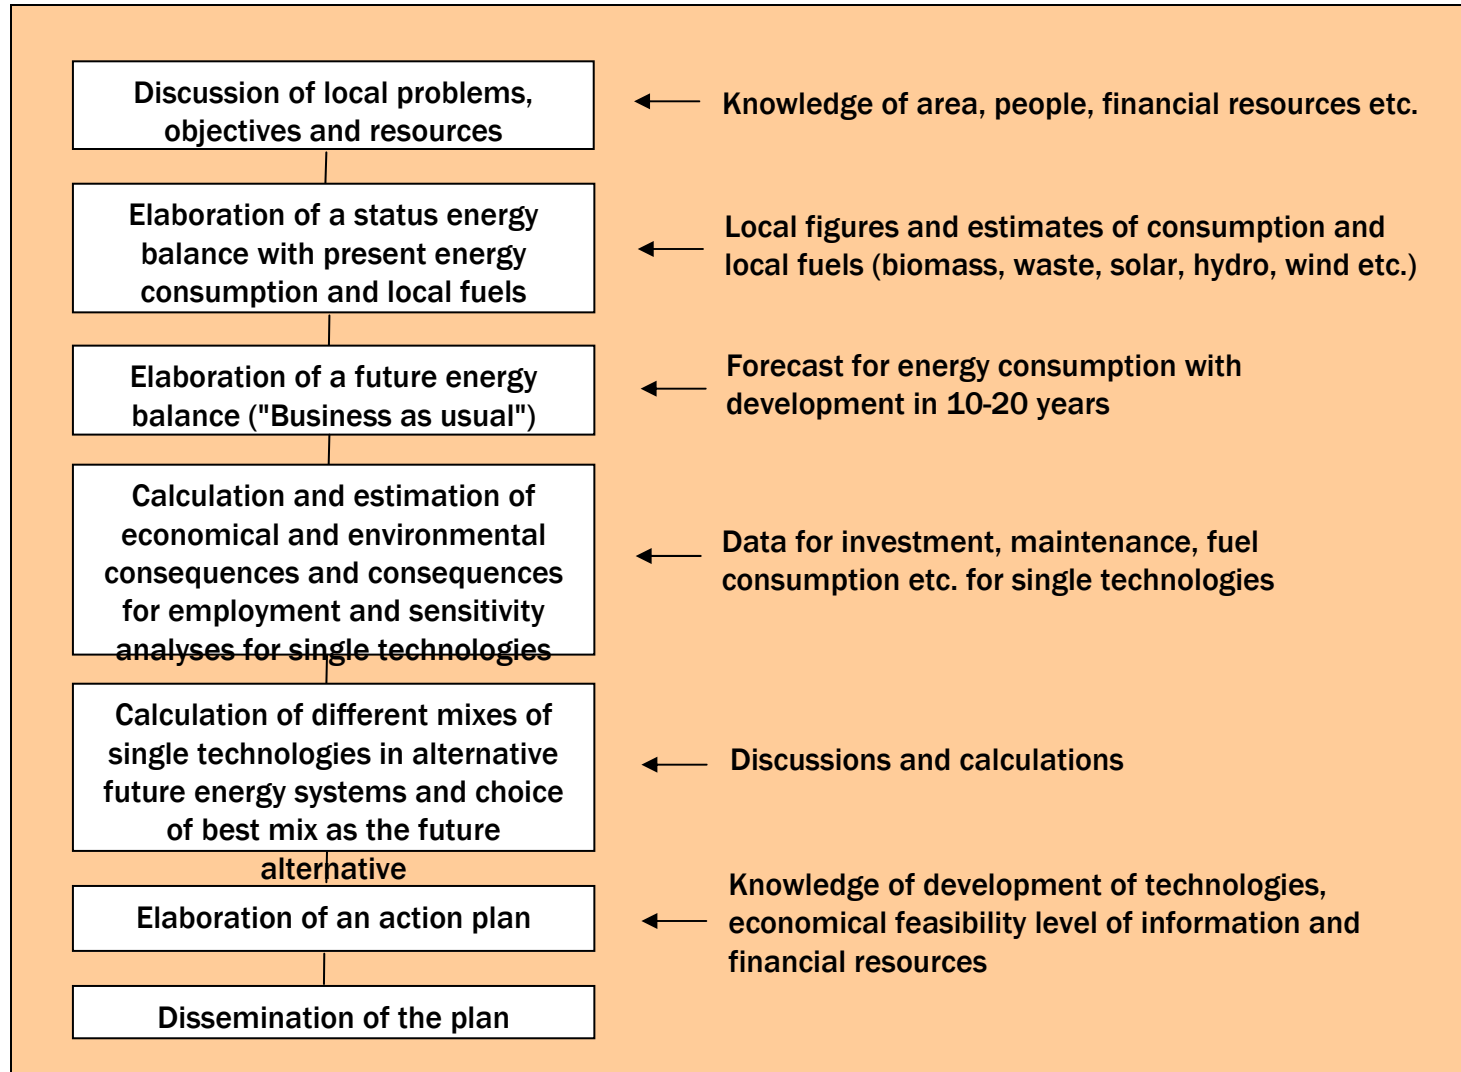 Discussion of local problems,
objectives and resources
Knowledge of area, people, financial resources etc.
Elaboration of a status energy
balance with present energy
consumption and local fuels
Local figures and estimates of consumption and
local fuels (biomass, waste, solar, hydro, wind etc.)
Elaboration of a future energy
balance ("Business as usual")
Forecast for energy consumption with
development in 10-20 years
Calculation and estimation of
economical and environmental
consequences and consequences
for employment and sensitivity
analyses for single technologies
Data for investment, maintenance, fuel
consumption etc. for single technologies
Calculation of different mixes of
single technologies in alternative
future energy systems and choice
of best mix as the future
alternative
Discussions and calculations
Elaboration of an action plan
Knowledge of development of technologies,
economical feasibility level of information and
financial resources
Dissemination of the plan